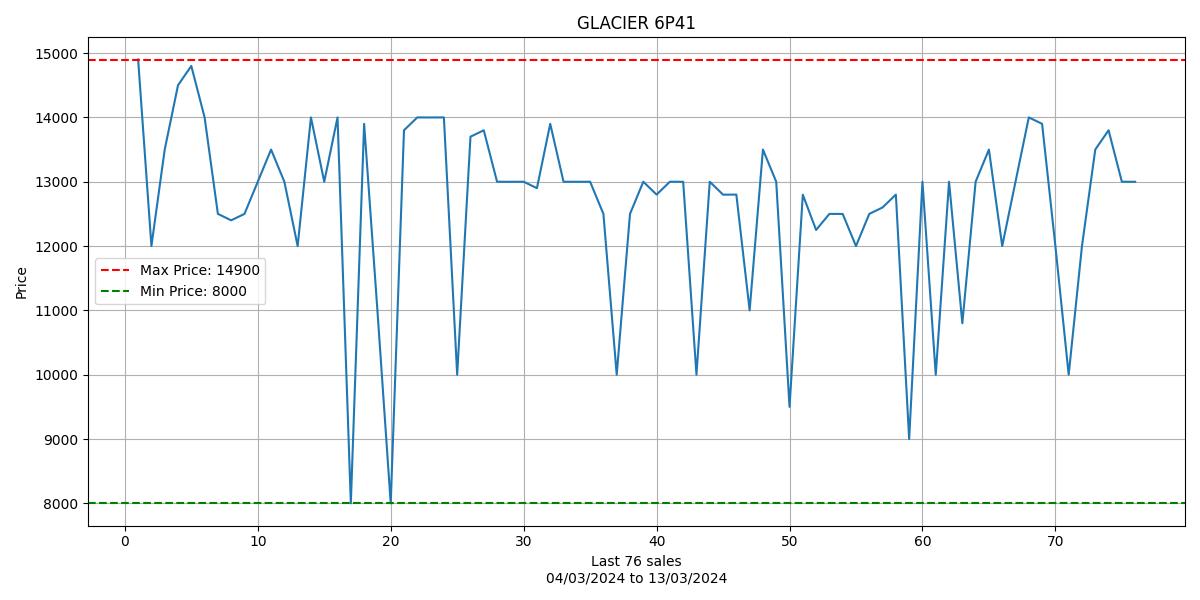 GLACIER 6P41
15000
14000
13000
12000
11000
10000
9000
8000
Price
Max Price: 14900
Min Price: 8000
0 10 20 30 40 50 60 70
Last 76 sales
04/03/2024 to 13/03/2024